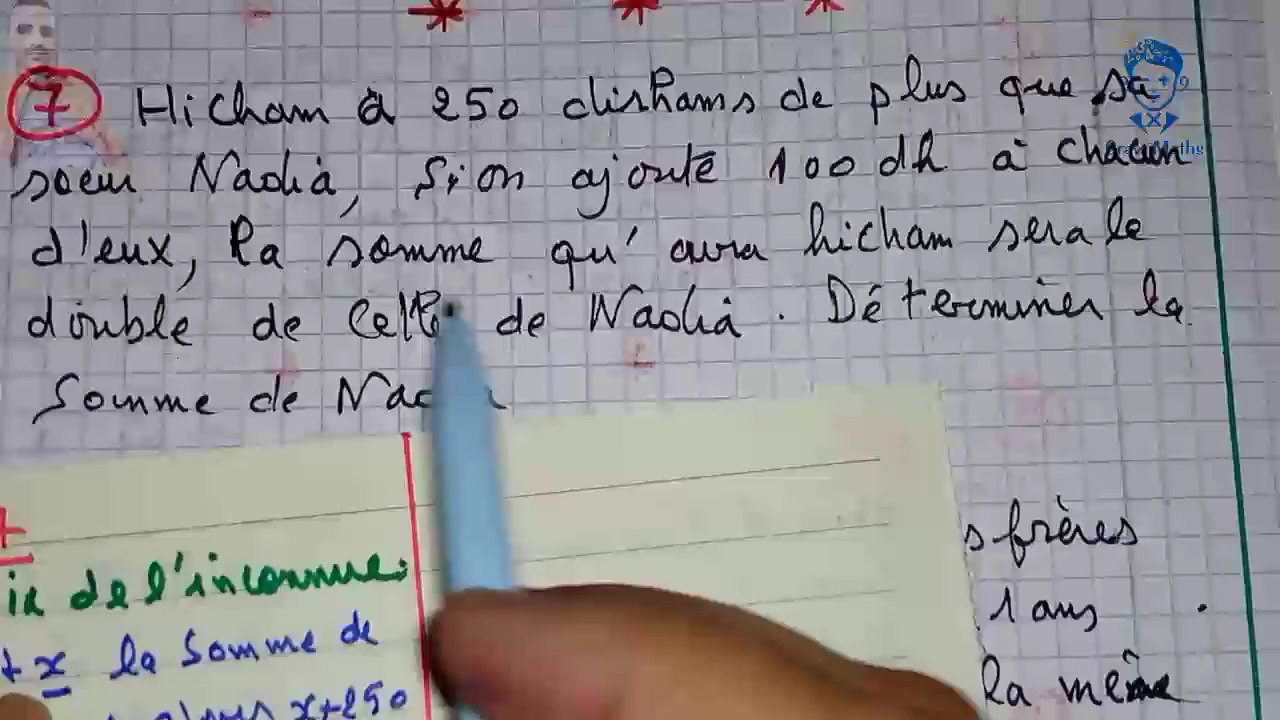 7 Hicham à 250 dirhams de plus que sa
soeur Nadia, Si on ajoute 100 dh à chacun
d'eux, la somme qu'aura hicham sera le
double de celle de Nadia. Déterminer la
Somme de
s frères
ix de l'inconnue:
1 ans .
t x la somme de
la même
alors x+250